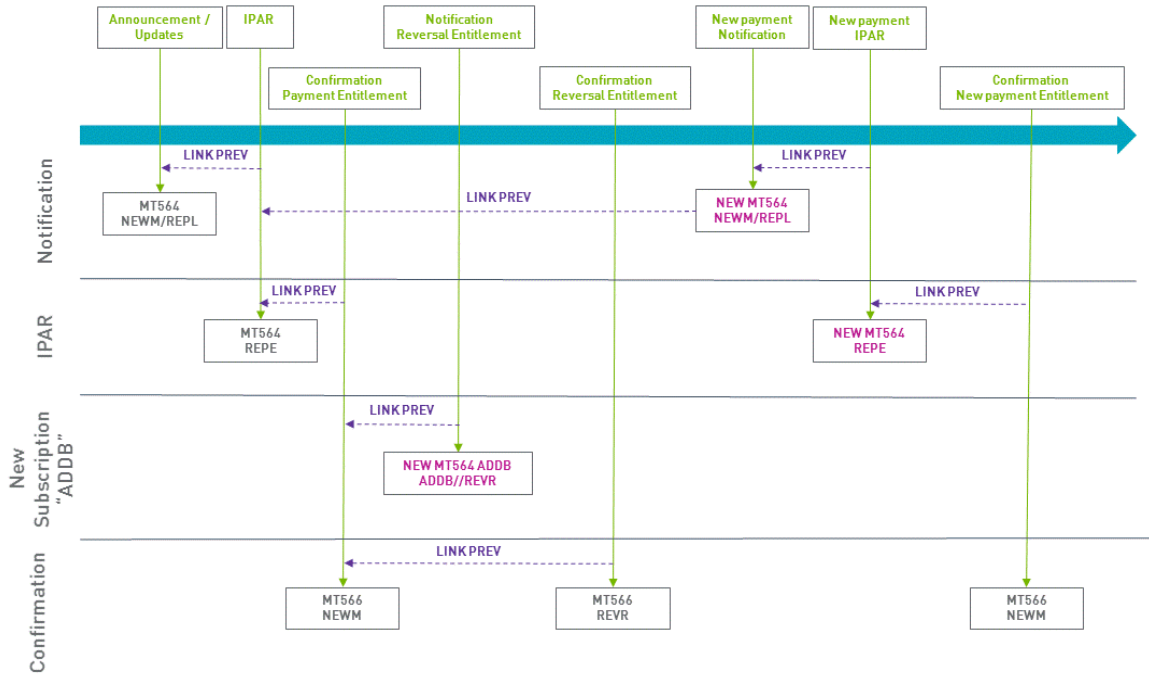 Announcement /
Updates
IPAR
Notification
Reversal Entitlement
New payment
Notification
New payment
IPAR
Confirmation
Payment Entitlement
Confirmation
Reversal Entitlement
Confirmation
New payment Entitlement
Notification
LINK PREV
LINK PREV
MT564
NEWM/REPL
LINK PREV
NEW MT564
NEWM/REPL
IPAR
LINK PREV
LINK PREV
MT564
REPE
NEW MT564
REPE
New
Subscription
“ADDB”
LINK PREV
NEW MT564 ADDB
ADDB//REVR
Confirmation
LINK PREV
MT566
NEWM
MT566
REVR
MT566
NEWM